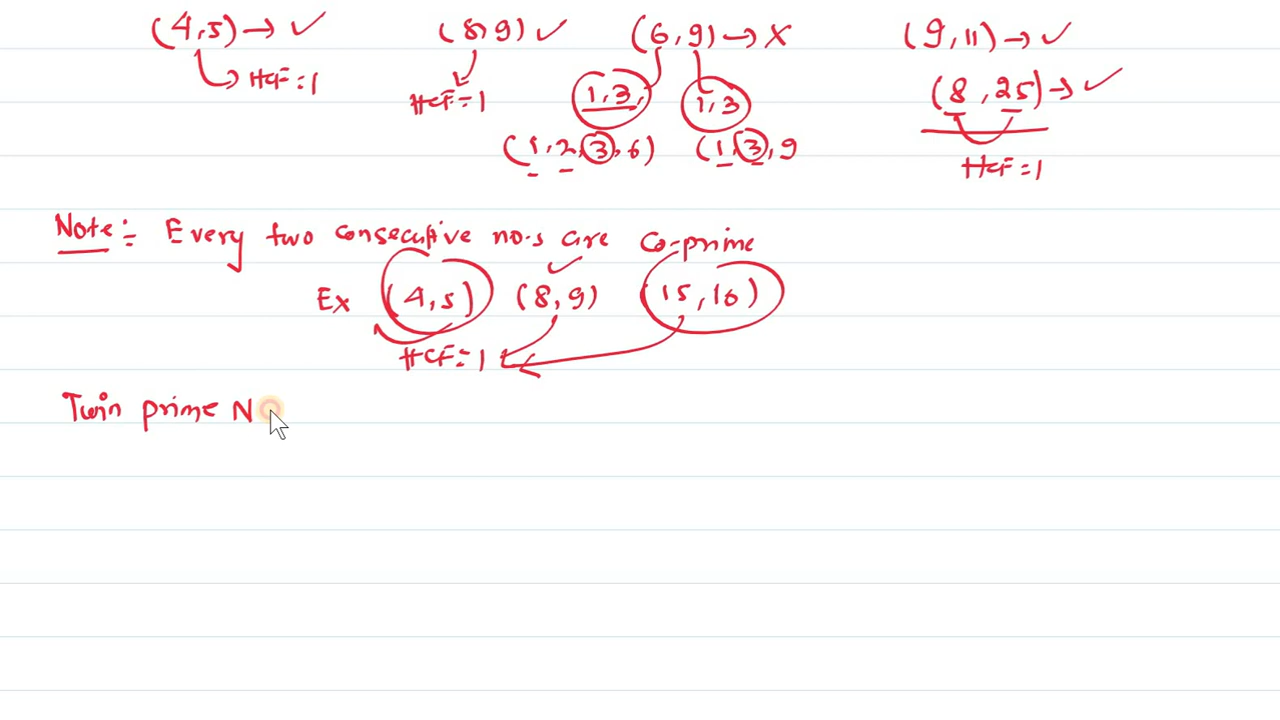 (4,5)→✓ (8,9)✓ (6,9)→X (9,11)→✓
HCF=1 HCF=1 1,3, 1,3 (8,25)→✓
(1,2,3,6) (1,3,9 HCF=1
Note:- Every two consecutive no.s are co-prime
Ex (4,5) (8,9) (15,16)
HCF=1
Twin prime N